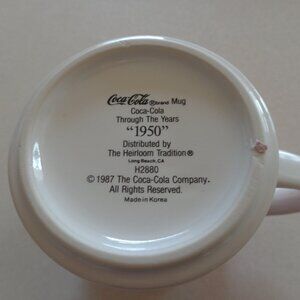 Coca-Cola ® brand Mug
Coca-Cola
Through The Years
"1950"
Distributed by
The Heirloom Tradition®
Long Beach, CA
H2880
© 1987 The Coca-Cola Company.
All Rights Reserved.
Made in Korea